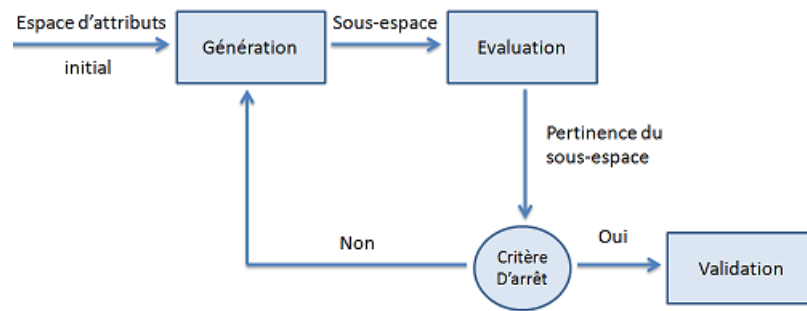 Espace d'attributs
initial
Génération
Sous-espace
Evaluation
Pertinence du
sous-espace
Non
Critère
D'arrêt
Oui
Validation